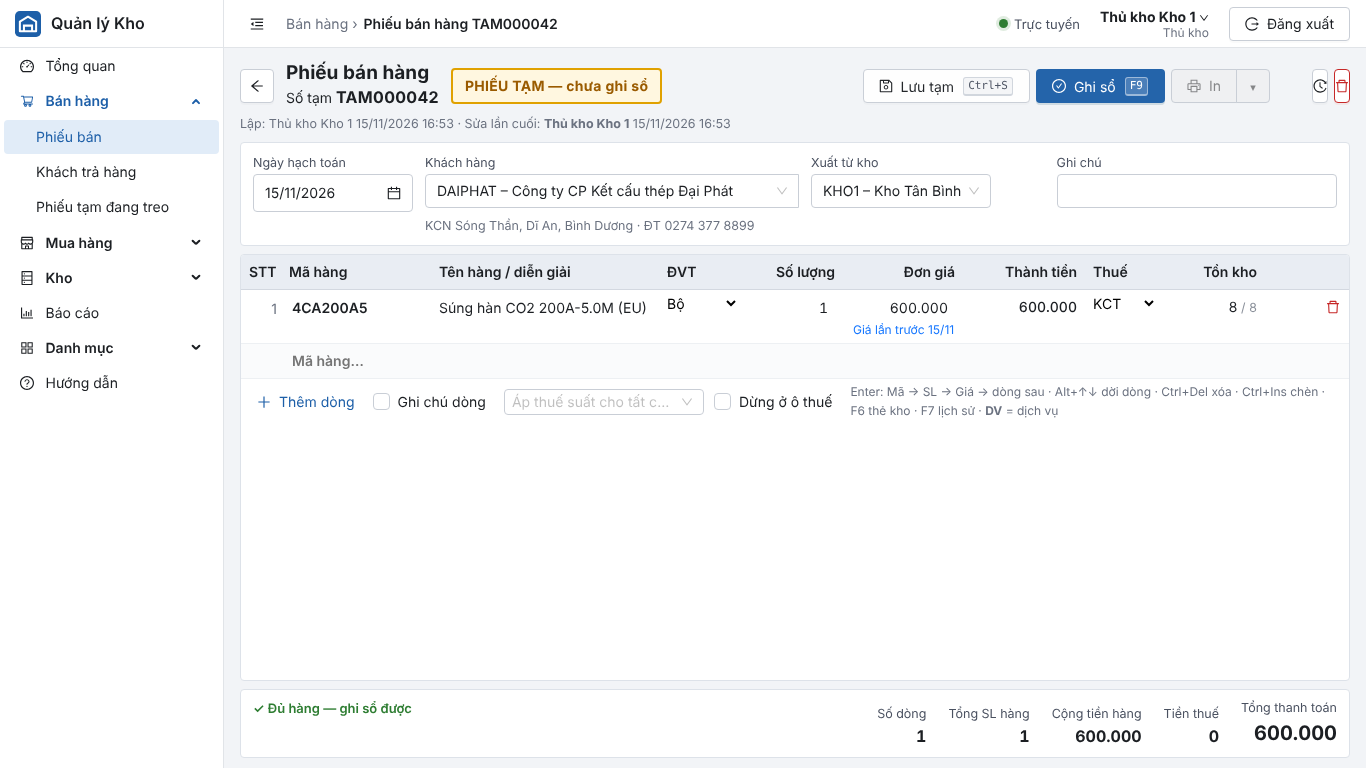 Quản lý Kho
Bán hàng › Phiếu bán hàng TAM000042
Trực tuyến
Thủ kho Kho 1
Thủ kho
Đăng xuất
Tổng quan
Bán hàng
Phiếu bán
Khách trả hàng
Phiếu tạm đang treo
Mua hàng
Kho
Báo cáo
Danh mục
Hướng dẫn
Phiếu bán hàng
Số tạm TAM000042
PHIẾU TẠM — chưa ghi sổ
Lưu tạm Ctrl+S
Ghi sổ F9
In
Lập: Thủ kho Kho 1 15/11/2026 16:53 · Sửa lần cuối: Thủ kho Kho 1 15/11/2026 16:53
Ngày hạch toán Khách hàng Xuất từ kho Ghi chú
15/11/2026 DAIPHAT – Công ty CP Kết cấu thép Đại Phát KHO1 – Kho Tân Bình
KCN Sóng Thần, Dĩ An, Bình Dương · ĐT 0274 377 8899
STT Mã hàng Tên hàng / diễn giải ĐVT Số lượng Đơn giá Thành tiền Thuế Tồn kho
1 4CA200A5 Súng hàn CO2 200A-5.0M (EU) Bộ 1 600.000 600.000 KCT 8 / 8
Giá lần trước 15/11
Mã hàng...
Thêm dòng Ghi chú dòng Áp thuế suất cho tất c... Dừng ở ô thuế
Enter: Mã → SL → Giá → dòng sau · Alt+↑↓ dời dòng · Ctrl+Del xóa · Ctrl+Ins chèn ·
F6 thẻ kho · F7 lịch sử · DV = dịch vụ
✓ Đủ hàng — ghi sổ được
Số dòng Tổng SL hàng Cộng tiền hàng Tiền thuế Tổng thanh toán
1 1 600.000 0 600.000